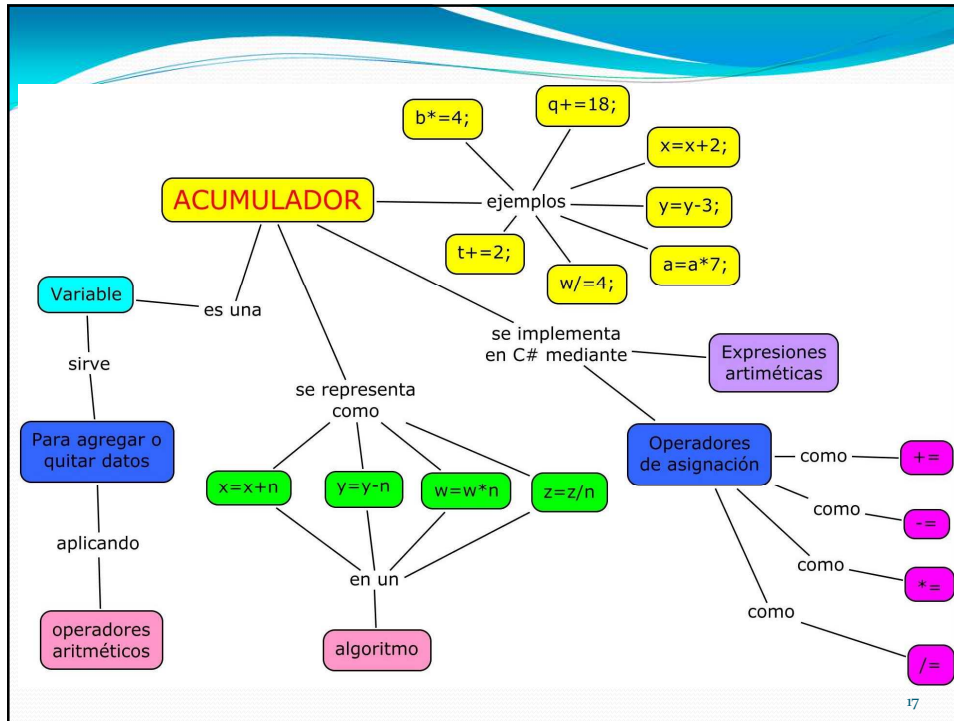 b*=4;
q+=18;
x=x+2;
ACUMULADOR
ejemplos
y=y-3;
t+=2;
w/=4;
a=a*7;
Variable
es una
sirve
se implementa
en C# mediante
Expresiones
artiméticas
se representa
como
Para agregar o
quitar datos
Operadores
de asignación
como
+=
x=x+n
y=y-n
w=w*n
z=z/n
como
-=
aplicando
en un
como
*=
como
operadores
aritméticos
algoritmo
/=
17